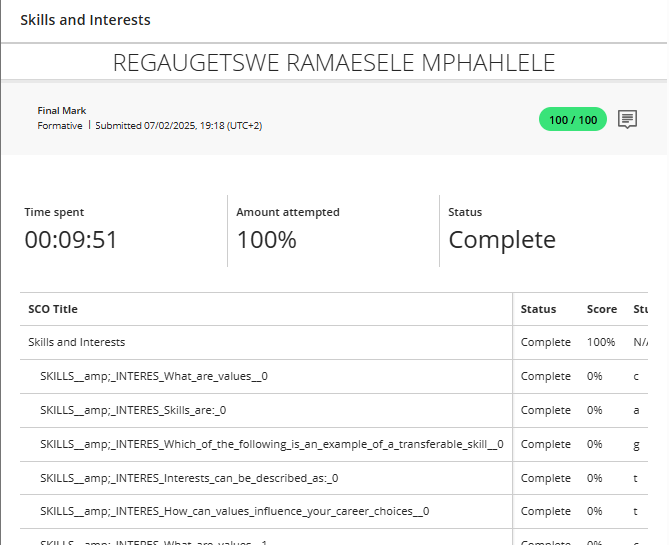 Skills and Interests
REGAUGETSWE RAMAESELE MPHAHLELE
Final Mark
Formative | Submitted 07/02/2025, 19:18 (UTC+2)
100 / 100
Time spent
Amount attempted
Status
00:09:51
100%
Complete
SCO Title Status Score Stu
Skills and Interests Complete 100% N/A
SKILLS__amp;_INTERES_What_are_values__0 Complete 0% c
SKILLS__amp;_INTERES_Skills_are:_0 Complete 0% a
SKILLS__amp;_INTERES_Which_of_the_following_is_an_example_of_a_transferable_skill__0 Complete 0% g
SKILLS__amp;_INTERES_Interests_can_be_described_as:_0 Complete 0% t
SKILLS__amp;_INTERES_How_can_values_influence_your_career_choices__0 Complete 0% t
SKILLS__amp;_INTERES_What_are_values__1 Complete 0%